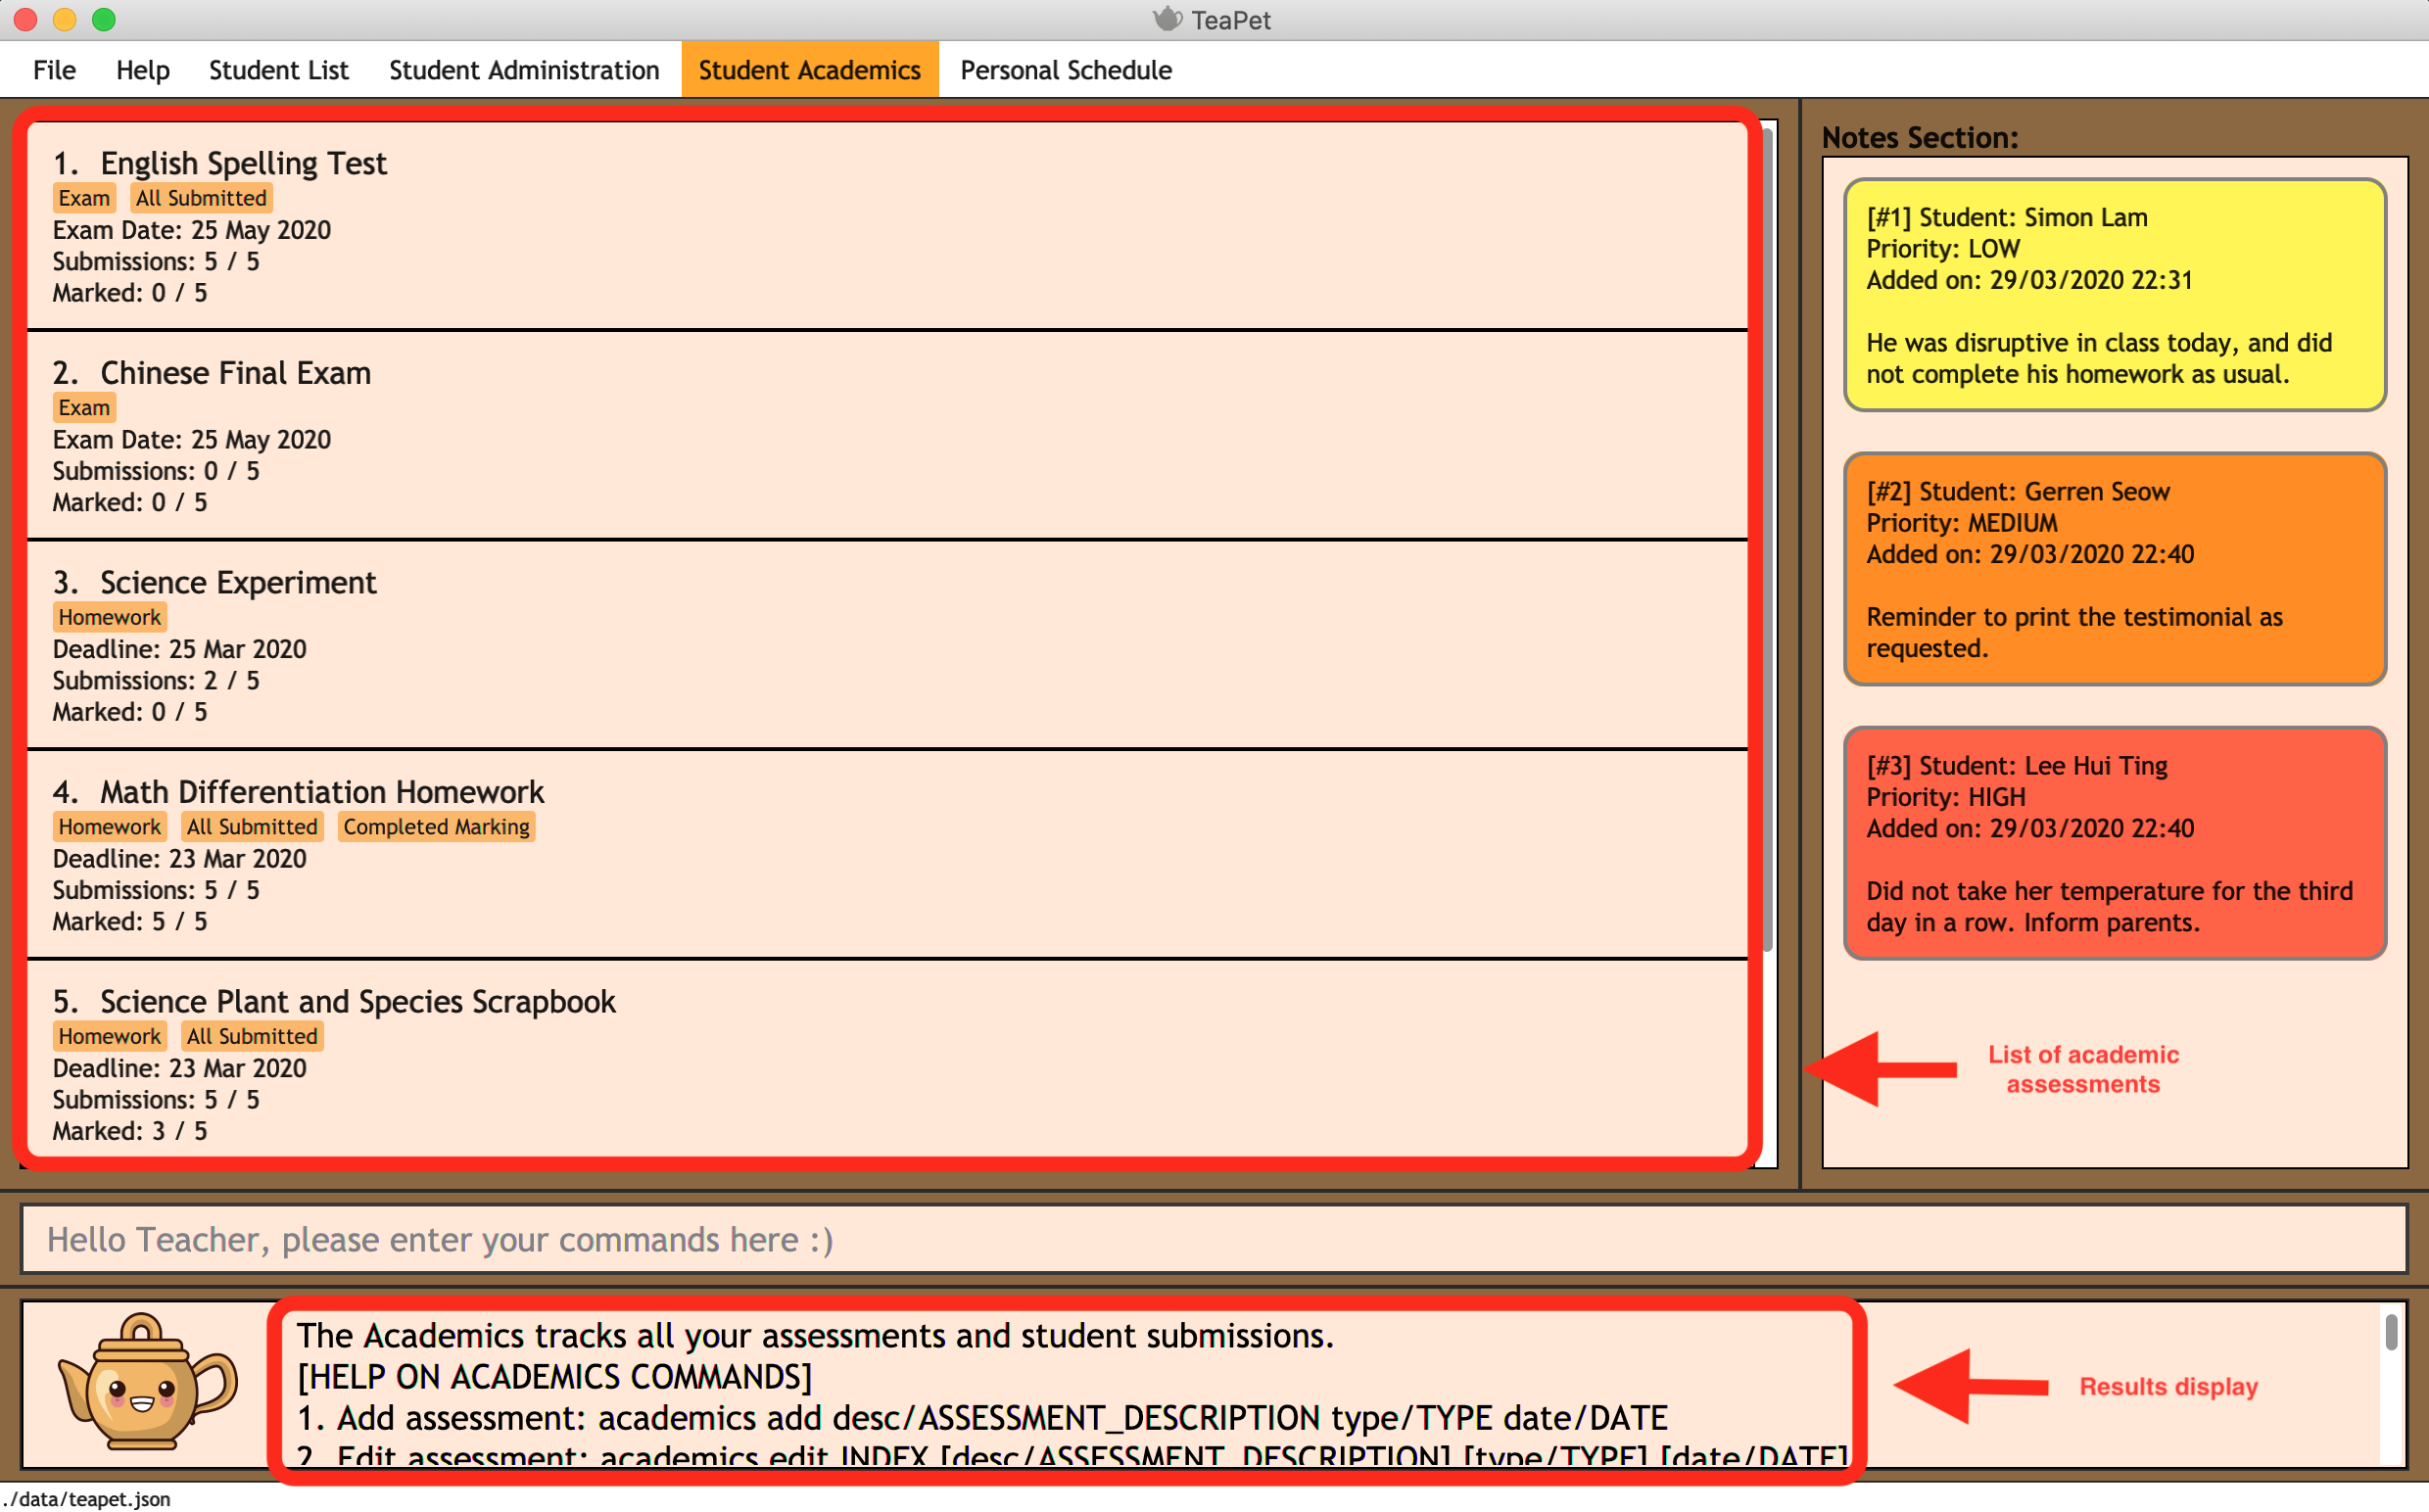 TeaPet
File Help Student List Student Administration Student Academics Personal Schedule
1. English Spelling Test
Exam All Submitted
Exam Date: 25 May 2020
Submissions: 5 / 5
Marked: 0 / 5
2. Chinese Final Exam
Exam
Exam Date: 25 May 2020
Submissions: 0 / 5
Marked: 0 / 5
3. Science Experiment
Homework
Deadline: 25 Mar 2020
Submissions: 2 / 5
Marked: 0 / 5
4. Math Differentiation Homework
Homework All Submitted Completed Marking
Deadline: 23 Mar 2020
Submissions: 5 / 5
Marked: 5 / 5
5. Science Plant and Species Scrapbook
Homework All Submitted
Deadline: 23 Mar 2020
Submissions: 5 / 5
Marked: 3 / 5
Notes Section:
[#1] Student: Simon Lam
Priority: LOW
Added on: 29/03/2020 22:31
He was disruptive in class today, and did
not complete his homework as usual.
[#2] Student: Gerren Seow
Priority: MEDIUM
Added on: 29/03/2020 22:40
Reminder to print the testimonial as
requested.
[#3] Student: Lee Hui Ting
Priority: HIGH
Added on: 29/03/2020 22:40
Did not take her temperature for the third
day in a row. Inform parents.
List of academic
assessments
Hello Teacher, please enter your commands here :)
The Academics tracks all your assessments and student submissions.
[HELP ON ACADEMICS COMMANDS]
1. Add assessment: academics add desc/ASSESSMENT_DESCRIPTION type/TYPE date/DATE
2. Edit assessment: academics edit INDEX [desc/ASSESSMENT_DESCRIPTION] [type/TYPE] [date/DATE]
Results display
./data/teapet.json